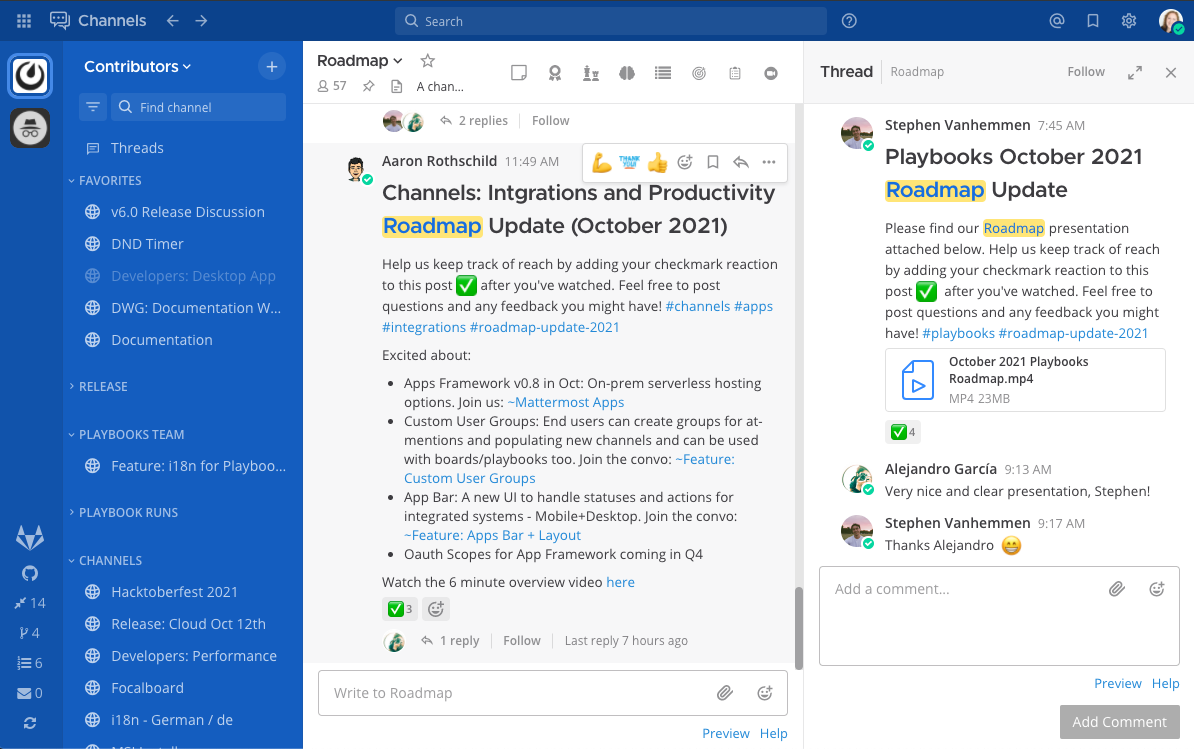 Channels
Search
Contributors
Find channel
Threads
FAVORITES
v6.0 Release Discussion
DND Timer
Developers: Desktop App
DWG: Documentation W...
Documentation
RELEASE
PLAYBOOKS TEAM
Feature: i18n for Playboo...
PLAYBOOK RUNS
CHANNELS
Hacktoberfest 2021
Release: Cloud Oct 12th
Developers: Performance
Focalboard
i18n - German / de
14
4
6
0
Roadmap
57
A chan...
2 replies
Follow
Aaron Rothschild 11:49 AM
THANK YOU!
Channels: Intgrations and Productivity
Roadmap Update (October 2021)
Help us keep track of reach by adding your checkmark reaction
to this post ✅ after you've watched. Feel free to post
questions and any feedback you might have! #channels #apps
#integrations #roadmap-update-2021
Excited about:
• Apps Framework v0.8 in Oct: On-prem serverless hosting
options. Join us: ~Mattermost Apps
• Custom User Groups: End users can create groups for at-
mentions and populating new channels and can be used
with boards/playbooks too. Join the convo: ~Feature:
Custom User Groups
• App Bar: A new UI to handle statuses and actions for
integrated systems - Mobile+Desktop. Join the convo:
~Feature: Apps Bar + Layout
• Oauth Scopes for App Framework coming in Q4
Watch the 6 minute overview video here
✅ 3
1 reply
Follow
Last reply 7 hours ago
Write to Roadmap
Preview Help
Thread
Roadmap
Follow
Stephen Vanhemmen 7:45 AM
Playbooks October 2021
Roadmap Update
Please find our Roadmap presentation
attached below. Help us keep track of reach
by adding your checkmark reaction to this
post ✅ after you've watched. Feel free to
post questions and any feedback you might
have! #playbooks #roadmap-update-2021
October 2021 Playbooks
Roadmap.mp4
MP4 23MB
✅ 4
Alejandro García 9:13 AM
Very nice and clear presentation, Stephen!
Stephen Vanhemmen 9:17 AM
Thanks Alejandro 😁
Add a comment...
Preview Help
Add Comment